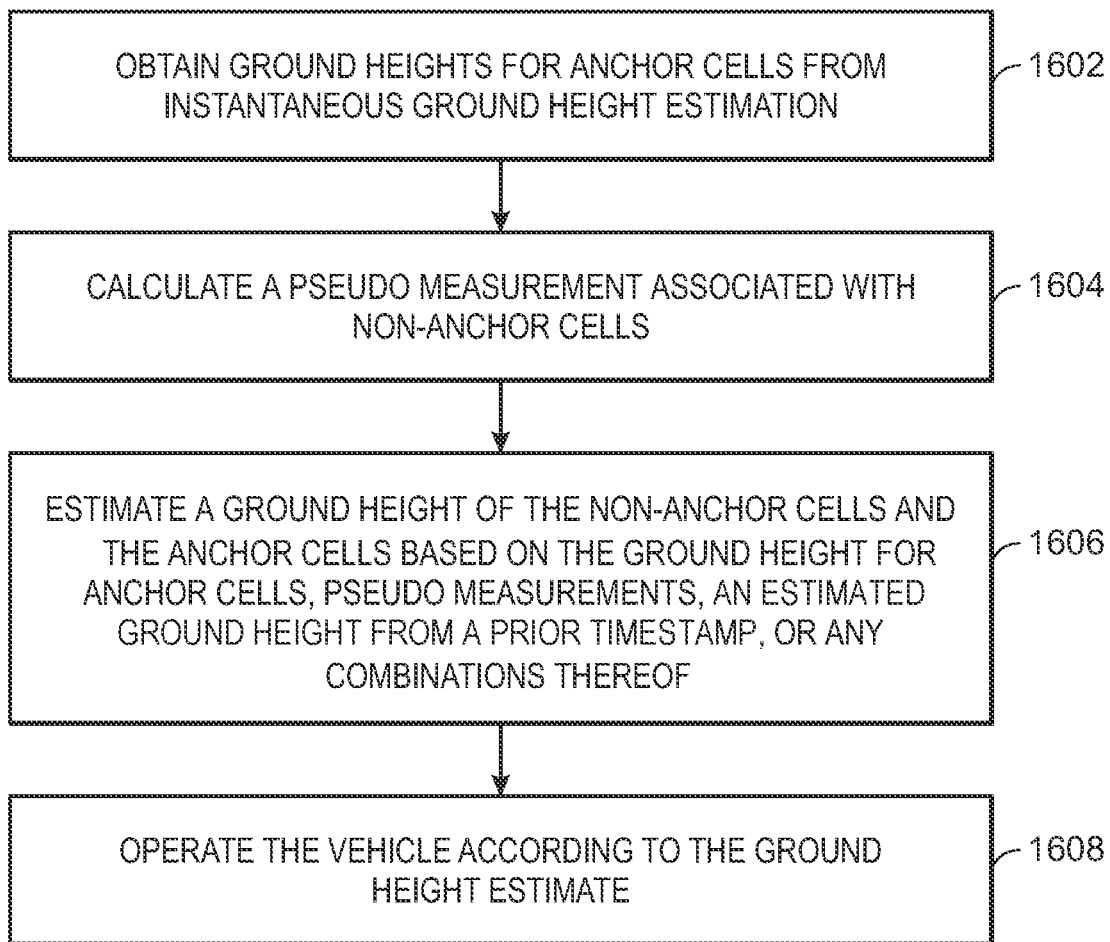 OBTAIN GROUND HEIGHTS FOR ANCHOR CELLS FROM
INSTANTANEOUS GROUND HEIGHT ESTIMATION
1602
CALCULATE A PSEUDO MEASUREMENT ASSOCIATED WITH
NON-ANCHOR CELLS
1604
ESTIMATE A GROUND HEIGHT OF THE NON-ANCHOR CELLS AND
THE ANCHOR CELLS BASED ON THE GROUND HEIGHT FOR
ANCHOR CELLS, PSEUDO MEASUREMENTS, AN ESTIMATED
GROUND HEIGHT FROM A PRIOR TIMESTAMP, OR ANY
COMBINATIONS THEREOF
1606
OPERATE THE VEHICLE ACCORDING TO THE GROUND
HEIGHT ESTIMATE
1608